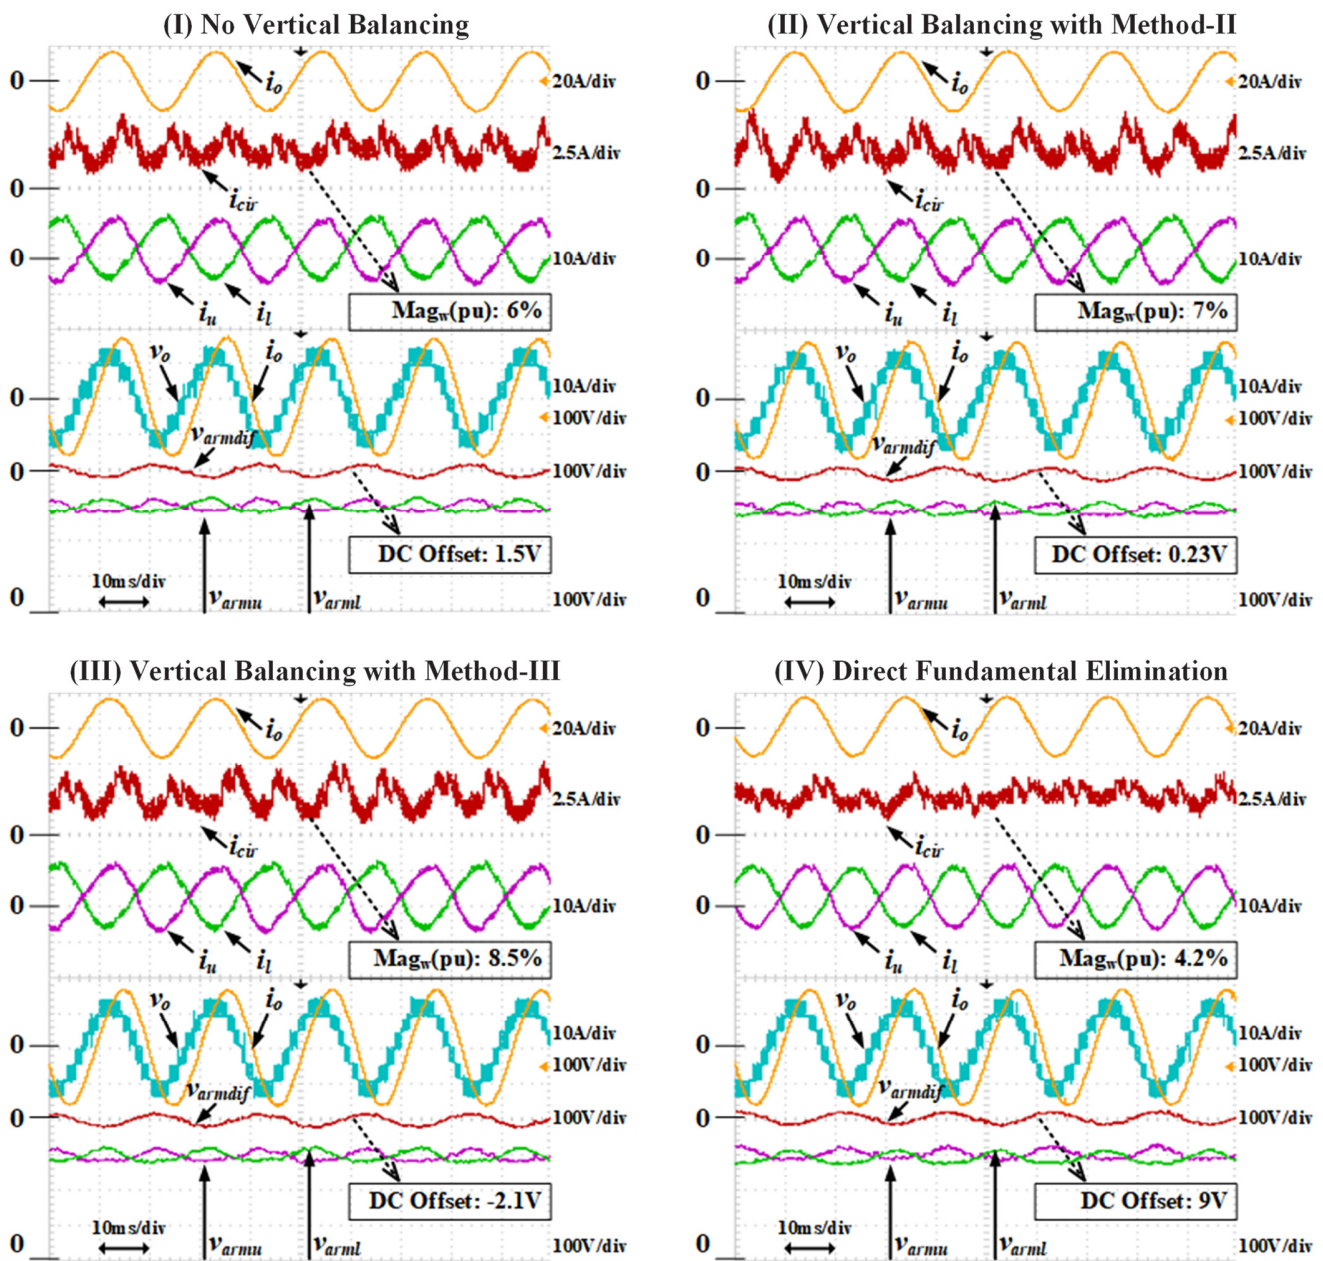 (I) No Vertical Balancing
0
i_o
20A/div
2.5A/div
0
i_cir
0
10A/div
i_u
i_l
Mag_w(pu): 6%
v_o
i_o
10A/div
0
100V/div
v_armdif
0
100V/div
DC Offset: 1.5V
10ms/div
0
v_armu
v_arml
100V/div
(II) Vertical Balancing with Method-II
0
i_o
20A/div
2.5A/div
0
i_cir
0
10A/div
i_u
i_l
Mag_w(pu): 7%
v_o
i_o
10A/div
0
100V/div
v_armdif
0
100V/div
DC Offset: 0.23V
10ms/div
0
v_armu
v_arml
100V/div
(III) Vertical Balancing with Method-III
0
i_o
20A/div
2.5A/div
0
i_cir
0
10A/div
i_u
i_l
Mag_w(pu): 8.5%
v_o
i_o
10A/div
0
100V/div
v_armdif
0
100V/div
DC Offset: -2.1V
10ms/div
0
v_armu
v_arml
100V/div
(IV) Direct Fundamental Elimination
0
i_o
20A/div
2.5A/div
0
i_cir
0
10A/div
i_u
i_l
Mag_w(pu): 4.2%
v_o
i_o
10A/div
0
100V/div
v_armdif
0
100V/div
DC Offset: 9V
10ms/div
0
v_armu
v_arml
100V/div